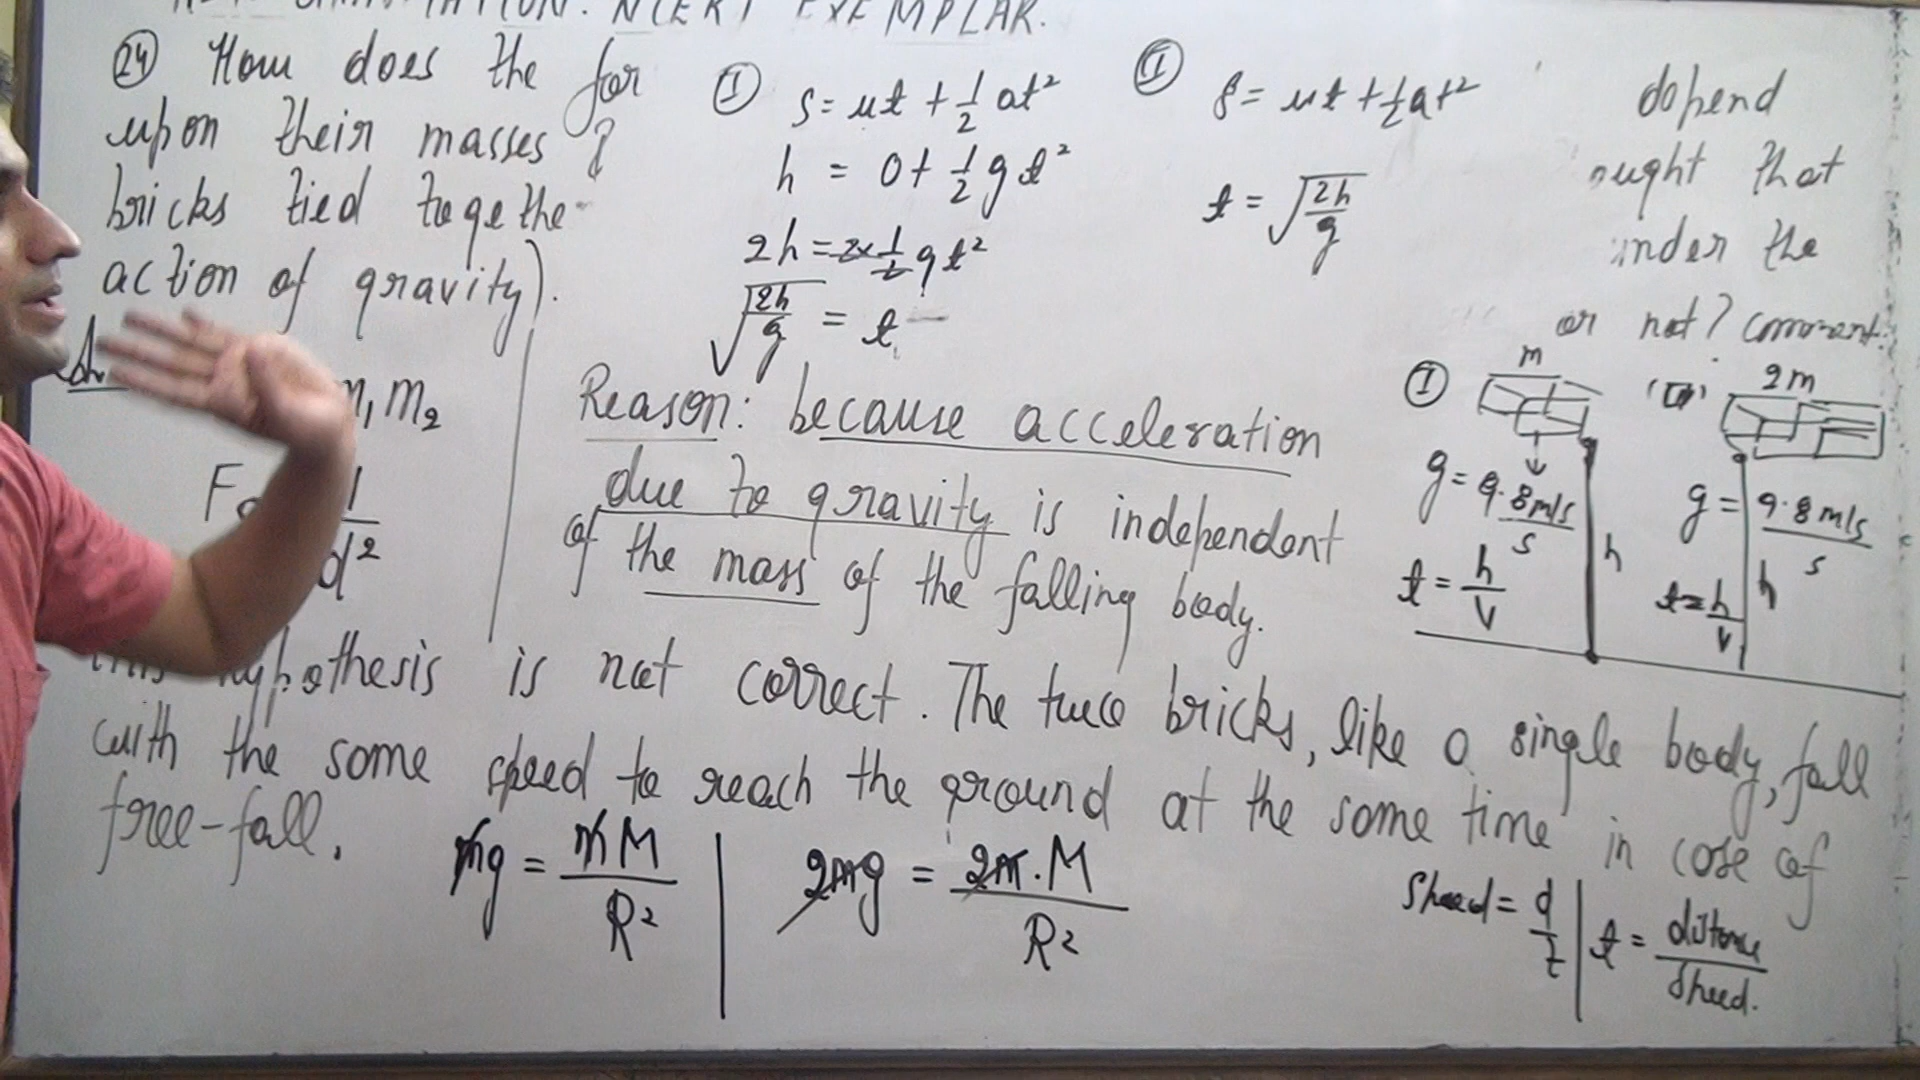 GRAVITATION. NCERT EXEMPLAR.
24 How does the for
upon their masses ?
bricks tied togethe
action of gravity).
m, m2
F
1
d²
I S = ut + 1/2 at²
h = 0 + 1/2 g t²
2h = 2 x 1/2 g t²
√2h/g = t
II S = ut + 1/2 at²
t = √2h/g
depend
ought that
under the
or not? comment.
I m
g = 9.8 m/s/s
t = h/v
h
(II) 2m
g = 9.8 m/s/s
t = h/v
h
Reason: because acceleration
due to gravity is independent
of the mass of the falling body.
This hypothesis is not correct. The two bricks, like a single body, fall
with the same speed to reach the ground at the same time in case of
free-fall.
mg = mM/R²
2mg = 2m.M/R²
Speed = d/t
t = distance/Speed.